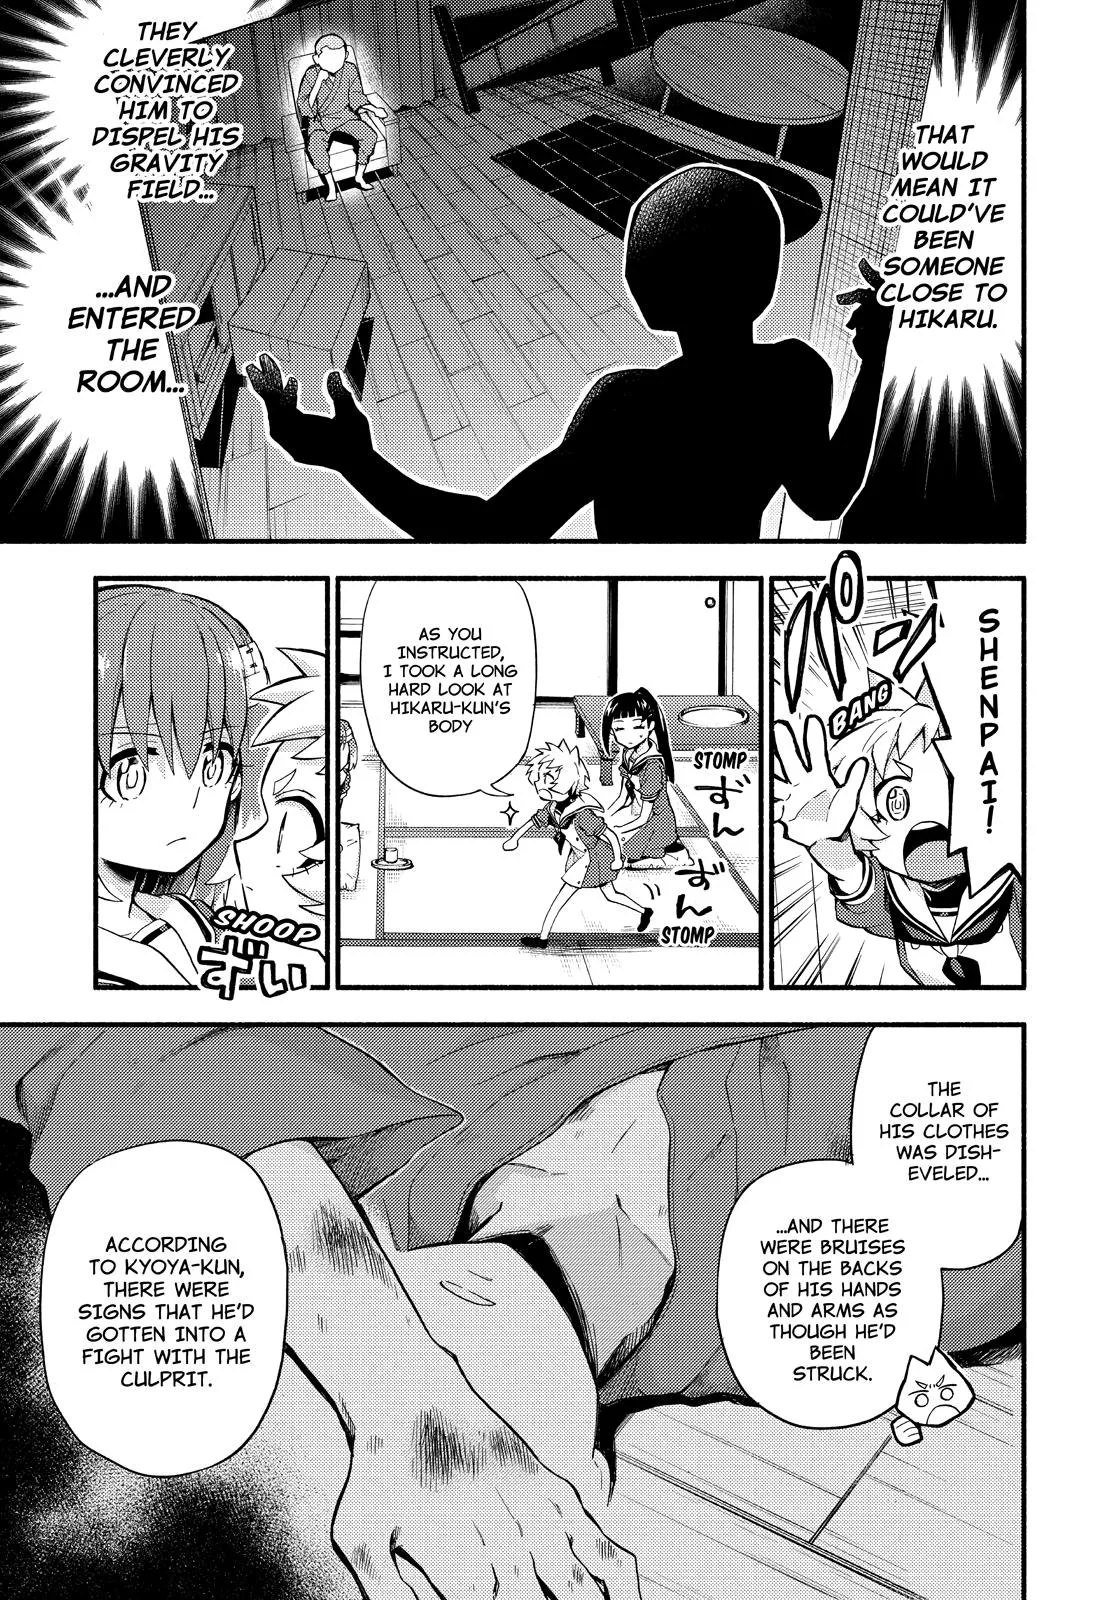 THAT
WOULD
MEAN IT
COULD'VE
BEEN
SOMEONE
CLOSE TO
HIKARU.
THEY
CLEVERLY
CONVINCED
HIM TO
DISPEL HIS
GRAVITY
FIELD...
...AND
ENTERED
THE
ROOM...
SENPAI!
BANG
パーン
AS YOU
INSTRUCTED,
I TOOK A LONG
HARD LOOK AT
HIKARU-KUN'S
BODY
STOMP
ずん
ずん
STOMP
SHOOP
ずい
THE
COLLAR OF
HIS CLOTHES
WAS DISH-
EVELED...
...AND THERE
WERE BRUISES
ON THE BACKS
OF HIS HANDS
AND ARMS AS
THOUGH HE'D
BEEN
STRUCK.
ACCORDING
TO KYOYA-KUN,
THERE WERE
SIGNS THAT HE'D
GOTTEN INTO A
FIGHT WITH THE
CULPRIT.